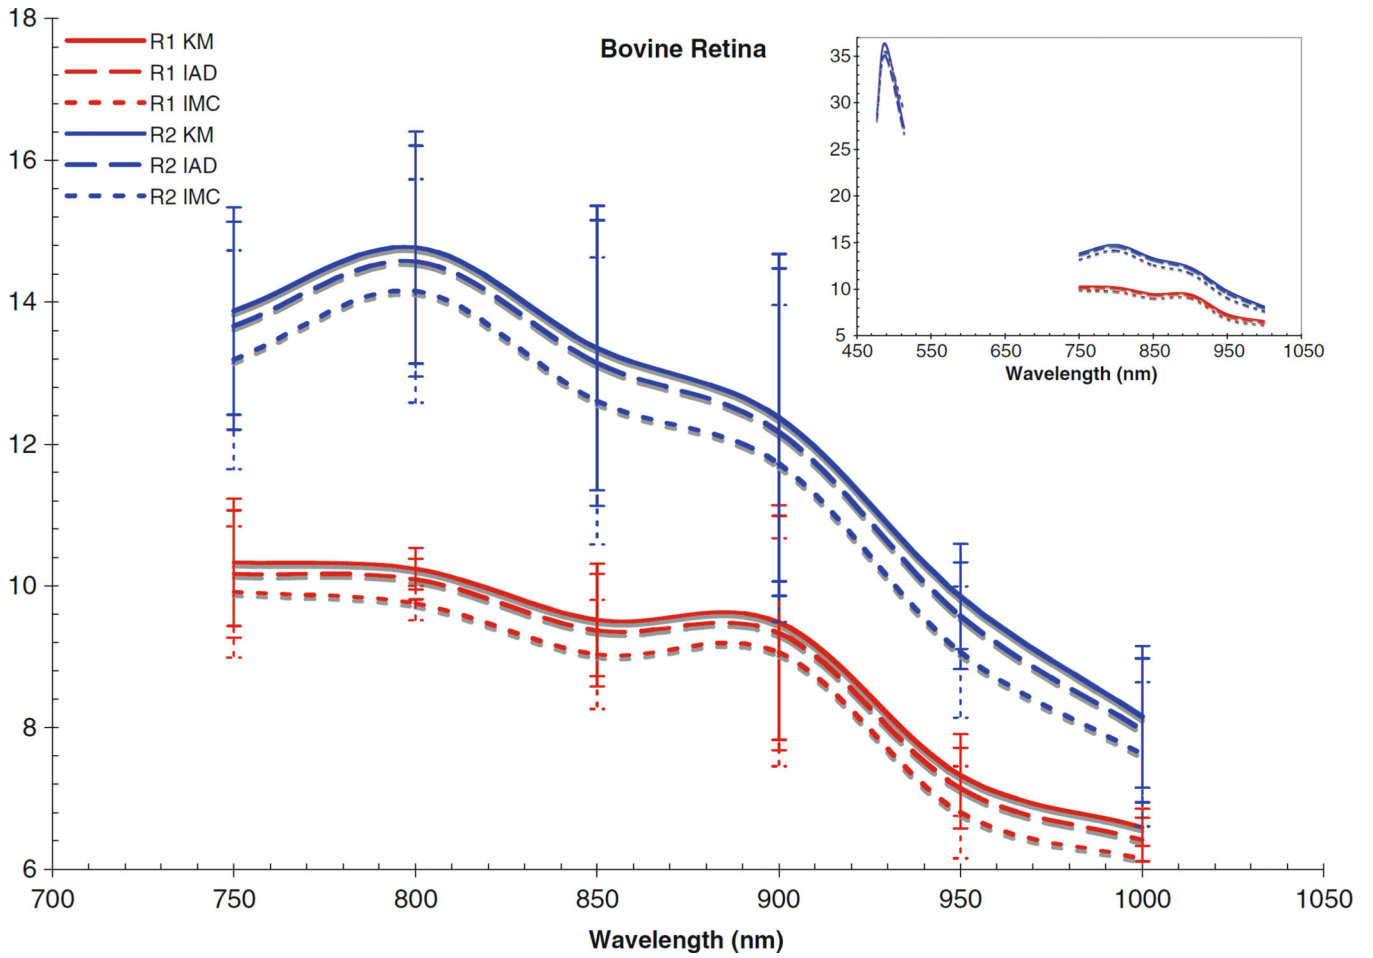 Bovine Retina
R1 KM
R1 IAD
R1 IMC
R2 KM
R2 IAD
R2 IMC
18
16
14
12
10
8
6
700 750 800 850 900 950 1000 1050
Wavelength (nm)
35
30
25
20
15
10
5
450 550 650 750 850 950 1050
Wavelength (nm)